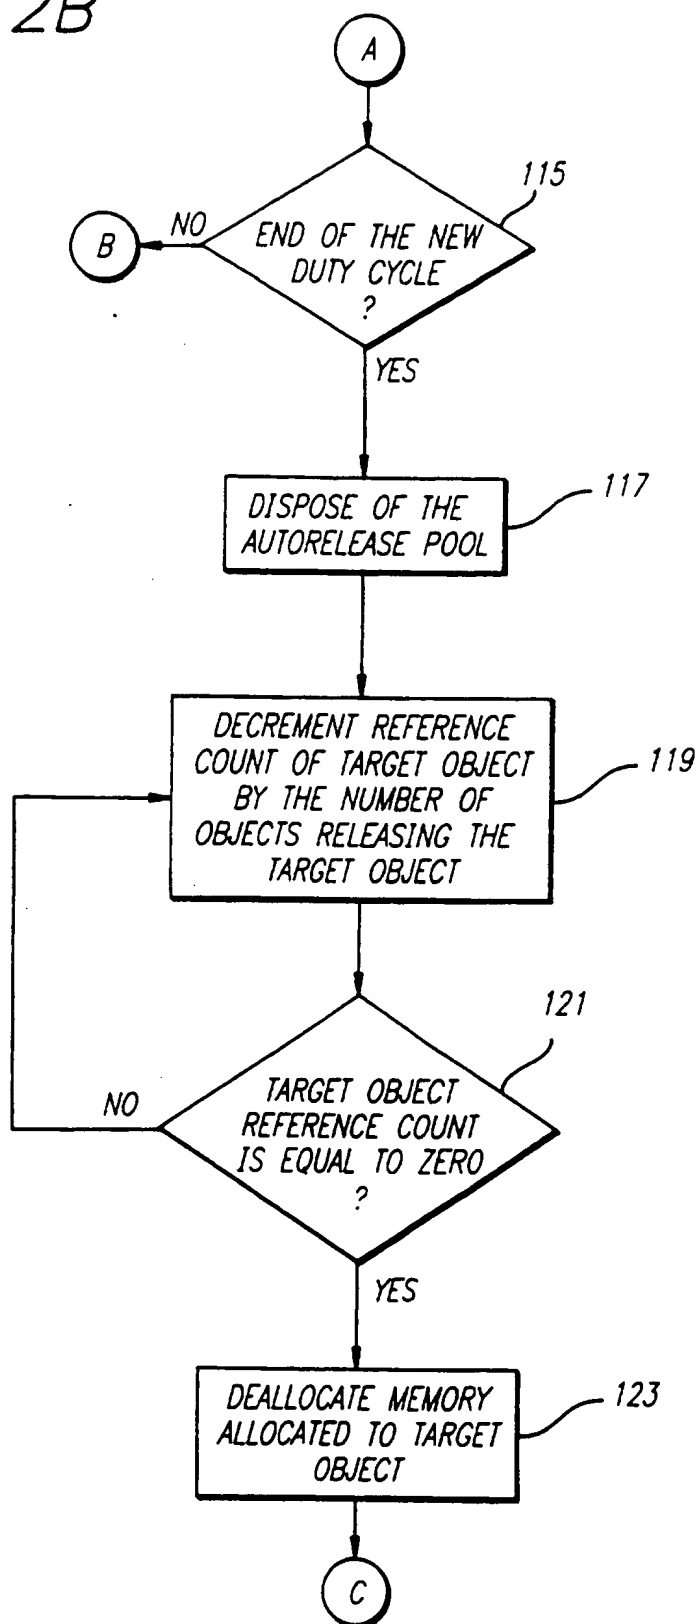 2B
A
115
END OF THE NEW
DUTY CYCLE
?
NO
B
YES
117
DISPOSE OF THE
AUTORELEASE POOL
DECREMENT REFERENCE
COUNT OF TARGET OBJECT
BY THE NUMBER OF
OBJECTS RELEASING THE
TARGET OBJECT
119
121
TARGET OBJECT
REFERENCE COUNT
IS EQUAL TO ZERO
?
NO
YES
DEALLOCATE MEMORY
ALLOCATED TO TARGET
OBJECT
123
C